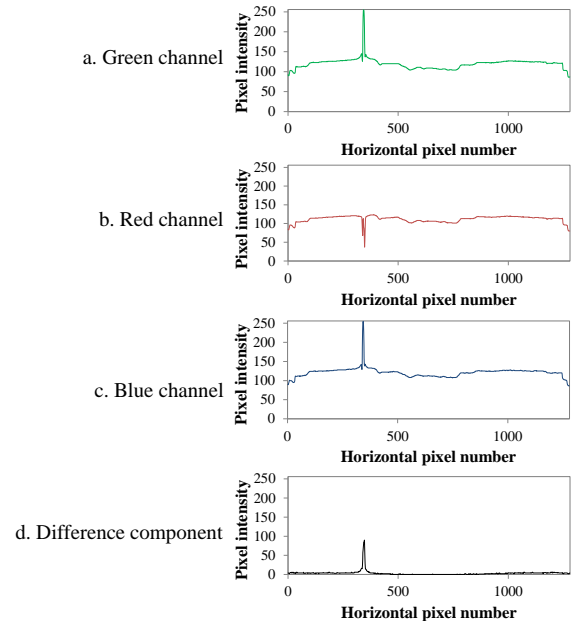 a. Green channel
Pixel intensity
250
200
150
100
50
0
0 500 1000
Horizontal pixel number
b. Red channel
Pixel intensity
250
200
150
100
50
0
0 500 1000
Horizontal pixel number
c. Blue channel
Pixel intensity
250
200
150
100
50
0
0 500 1000
Horizontal pixel number
d. Difference component
Pixel intensity
250
200
150
100
50
0
0 500 1000
Horizontal pixel number